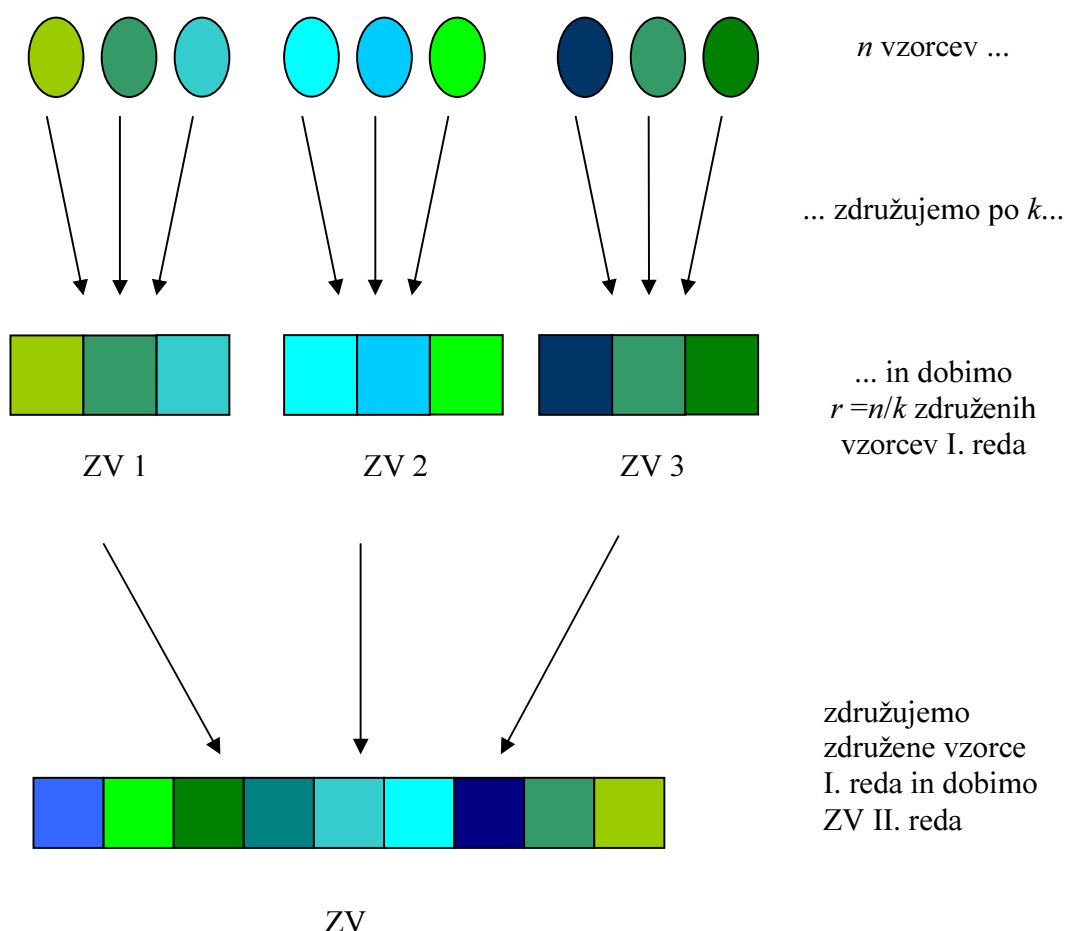 n vzorcev ...
... združujemo po k...
... in dobimo
r =n/k združenih
vzorcev I. reda
ZV 1
ZV 2
ZV 3
združujemo
združene vzorce
I. reda in dobimo
ZV II. reda
ZV